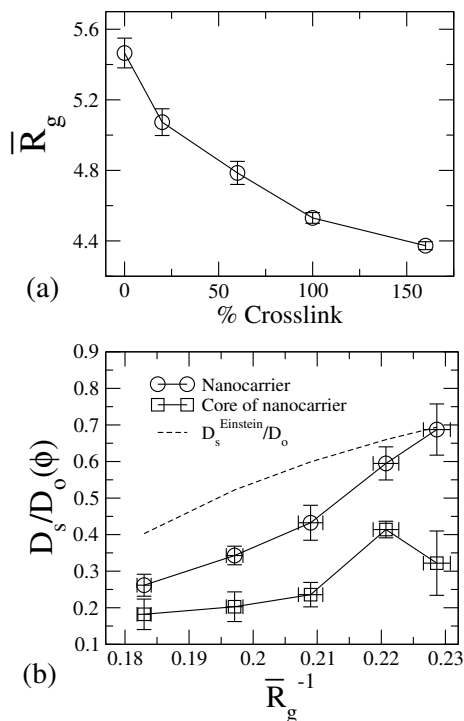 5.6
5.2
4.8
4.4
R̅g
0 50 100 150
% Crosslink
(a)
0.9
0.8
0.7
0.6
0.5
0.4
0.3
0.2
0.1
Ds/Do(ϕ)
Nanocarrier
Core of nanocarrier
Ds^Einstein/Do
0.18 0.19 0.2 0.21 0.22 0.23
R̅g^-1
(b)